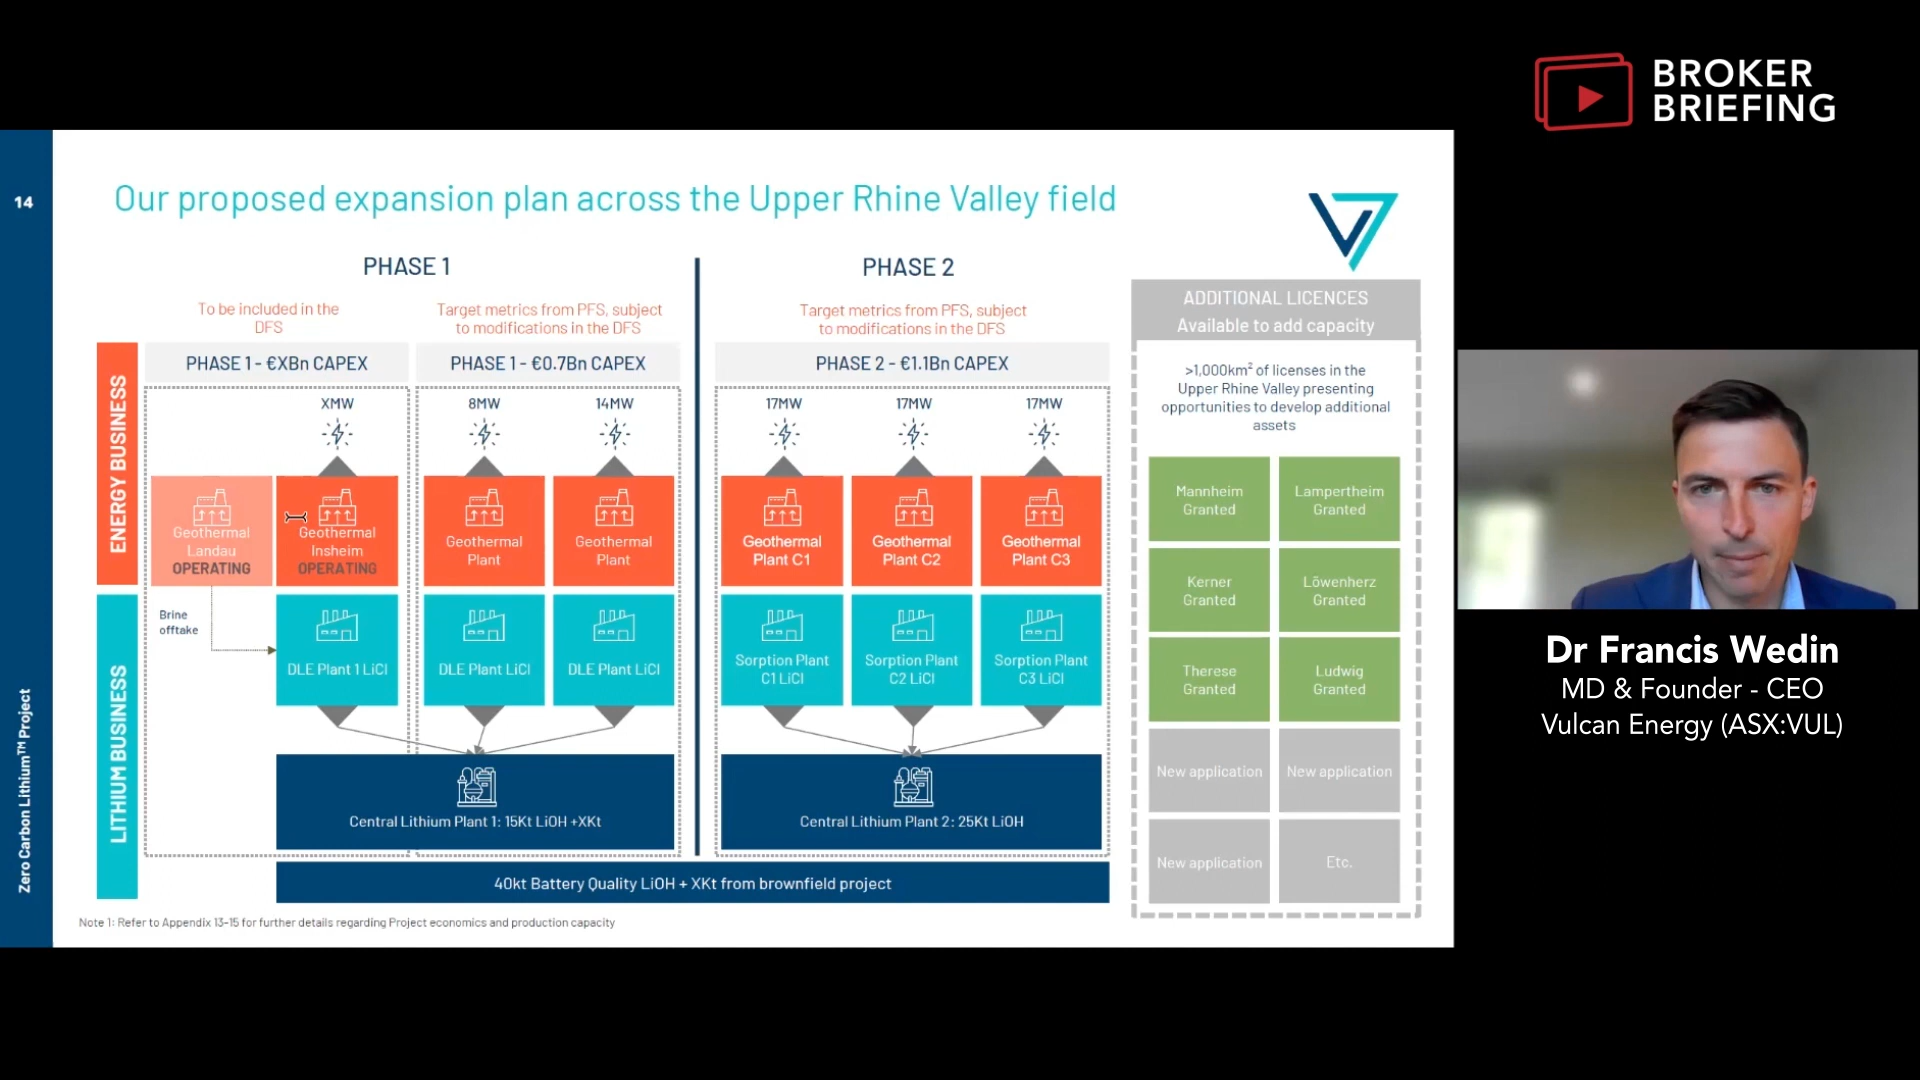 BROKER
BRIEFING
14
Our proposed expansion plan across the Upper Rhine Valley field
PHASE 1
PHASE 2
To be included in the
DFS
Target metrics from PFS, subject
to modifications in the DFS
Target metrics from PFS, subject
to modifications in the DFS
ADDITIONAL LICENCES
Available to add capacity
PHASE 1 - €XBn CAPEX
PHASE 1 - €0.7Bn CAPEX
PHASE 2 - €1.1Bn CAPEX
>1,000km² of licenses in the
Upper Rhine Valley presenting
opportunities to develop additional
assets
ENERGY BUSINESS
XMW
8MW
14MW
17MW
17MW
17MW
Geothermal
Landau
OPERATING
Geothermal
Insheim
OPERATING
Geothermal
Plant
Geothermal
Plant
Geothermal
Plant C1
Geothermal
Plant C2
Geothermal
Plant C3
Mannheim
Granted
Lampertheim
Granted
Kerner
Granted
Löwenherz
Granted
Therese
Granted
Ludwig
Granted
New application
New application
New application
Etc.
LITHIUM BUSINESS
Brine
offtake
DLE Plant 1 LiCl
DLE Plant LiCl
DLE Plant LiCl
Sorption Plant
C1 LiCl
Sorption Plant
C2 LiCl
Sorption Plant
C3 LiCl
Central Lithium Plant 1: 15Kt LiOH +XKt
Central Lithium Plant 2: 25Kt LiOH
40kt Battery Quality LiOH + XKt from brownfield project
Note 1: Refer to Appendix 13-15 for further details regarding Project economics and production capacity
Zero Carbon Lithium™ Project
Dr Francis Wedin
MD & Founder - CEO
Vulcan Energy (ASX:VUL)